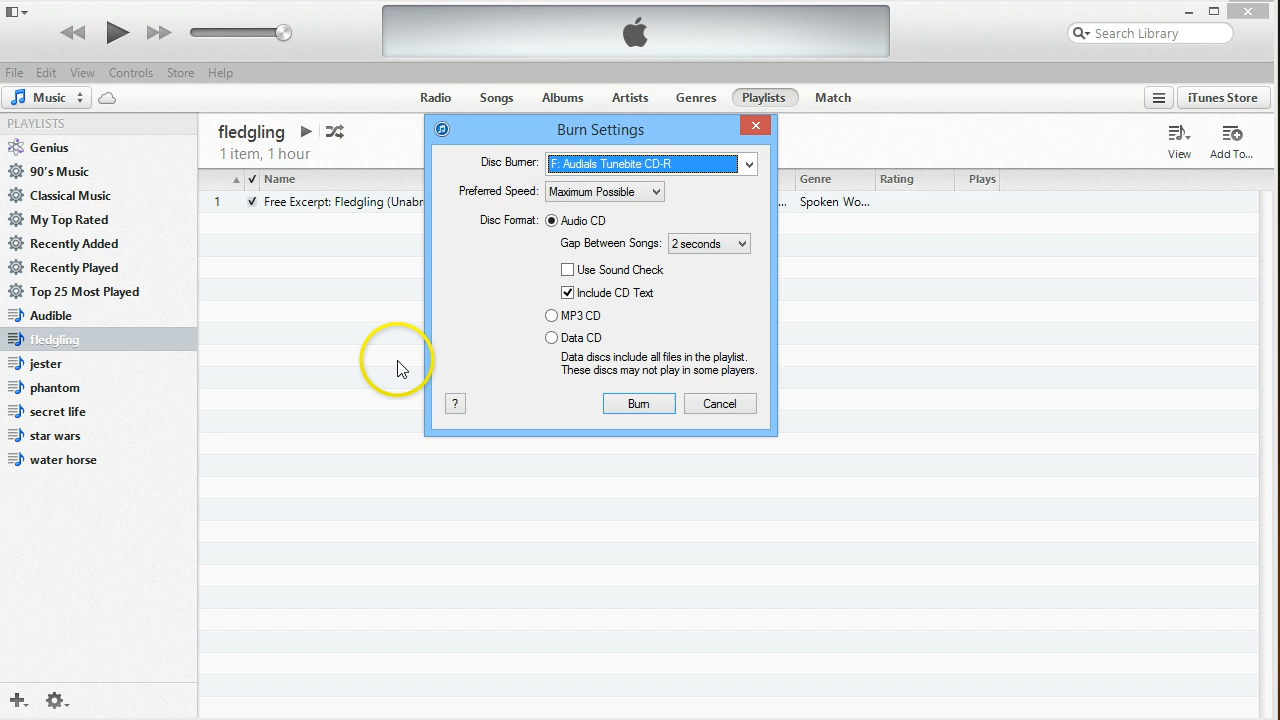 Search Library
File Edit View Controls Store Help
Music Radio Songs Albums Artists Genres Playlists Match iTunes Store
PLAYLISTS
Genius
90's Music
Classical Music
My Top Rated
Recently Added
Recently Played
Top 25 Most Played
Audible
fledgling
jester
phantom
secret life
star wars
water horse
fledgling
1 item, 1 hour
View Add To...
Name Genre Rating Plays
1 Free Excerpt: Fledgling (Unabr ... Spoken Wo...
Burn Settings
Disc Burner: F: Audials Tunebite CD-R
Preferred Speed: Maximum Possible
Disc Format: Audio CD
Gap Between Songs: 2 seconds
Use Sound Check
Include CD Text
MP3 CD
Data CD
Data discs include all files in the playlist.
These discs may not play in some players.
? Burn Cancel